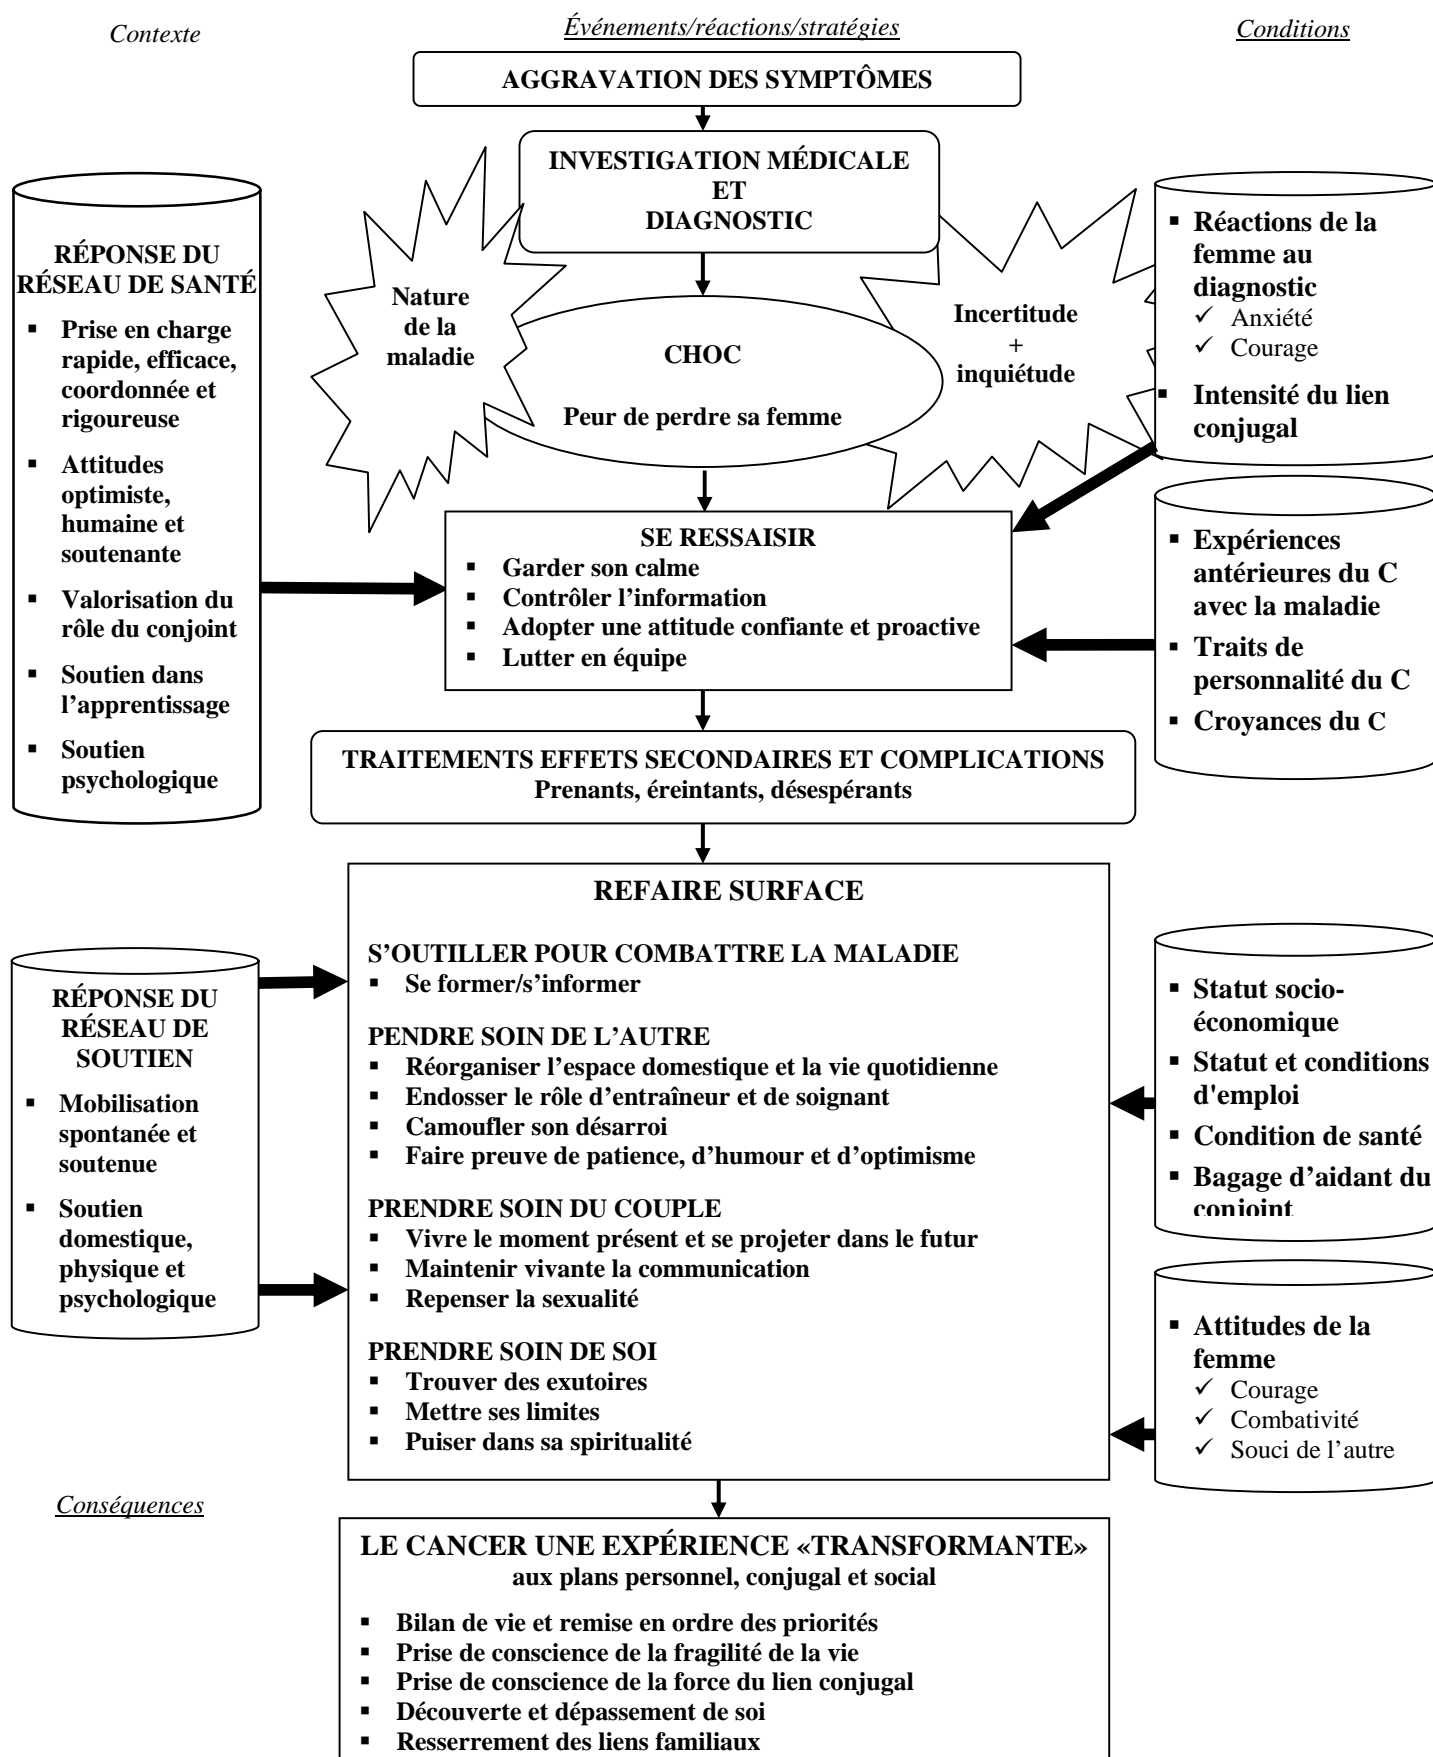 Contexte
Événements/réactions/stratégies
Conditions
AGGRAVATION DES SYMPTÔMES
INVESTIGATION MÉDICALE
ET
DIAGNOSTIC
Nature
de la
maladie
CHOC
Peur de perdre sa femme
Incertitude
+
inquiétude
RÉPONSE DU
RÉSEAU DE SANTÉ
▪ Prise en charge
rapide, efficace,
coordonnée et
rigoureuse
▪ Attitudes
optimiste,
humaine et
soutenante
▪ Valorisation du
rôle du conjoint
▪ Soutien dans
l’apprentissage
▪ Soutien
psychologique
▪ Réactions de la
femme au
diagnostic
✓ Anxiété
✓ Courage
▪ Intensité du lien
conjugal
▪ Expériences
antérieures du C
avec la maladie
▪ Traits de
personnalité du C
▪ Croyances du C
SE RESSAISIR
▪ Garder son calme
▪ Contrôler l’information
▪ Adopter une attitude confiante et proactive
▪ Lutter en équipe
TRAITEMENTS EFFETS SECONDAIRES ET COMPLICATIONS
Prenants, éreintants, désespérants
REFAIRE SURFACE
S’OUTILLER POUR COMBATTRE LA MALADIE
▪ Se former/s’informer
PENDRE SOIN DE L’AUTRE
▪ Réorganiser l’espace domestique et la vie quotidienne
▪ Endosser le rôle d’entraîneur et de soignant
▪ Camoufler son désarroi
▪ Faire preuve de patience, d’humour et d’optimisme
PRENDRE SOIN DU COUPLE
▪ Vivre le moment présent et se projeter dans le futur
▪ Maintenir vivante la communication
▪ Repenser la sexualité
PRENDRE SOIN DE SOI
▪ Trouver des exutoires
▪ Mettre ses limites
▪ Puiser dans sa spiritualité
RÉPONSE DU
RÉSEAU DE
SOUTIEN
▪ Mobilisation
spontanée et
soutenue
▪ Soutien
domestique,
physique et
psychologique
▪ Statut socio-
économique
▪ Statut et conditions
d'emploi
▪ Condition de santé
▪ Bagage d’aidant du
conjoint
▪ Attitudes de la
femme
✓ Courage
✓ Combativité
✓ Souci de l’autre
Conséquences
LE CANCER UNE EXPÉRIENCE «TRANSFORMANTE»
aux plans personnel, conjugal et social
▪ Bilan de vie et remise en ordre des priorités
▪ Prise de conscience de la fragilité de la vie
▪ Prise de conscience de la force du lien conjugal
▪ Découverte et dépassement de soi
▪ Resserrement des liens familiaux